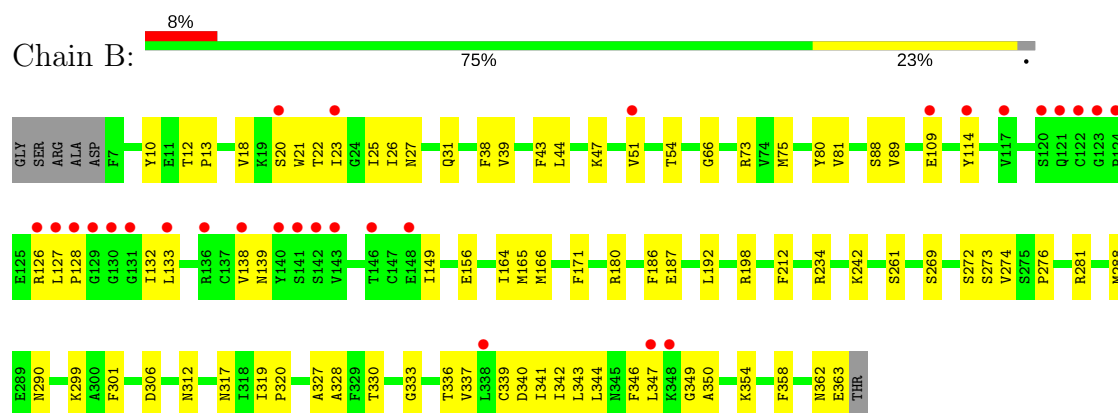 8%
Chain B:
75% 23% •
GLY SER ARG ALA ASP F7 Y10 E11 T12 P13 V18 K19 S20 W21 T22 I23 G24 I25 I26 N27 Q31 F38 V39 F43 L44 K47 V51 T54 G66 R73 V74 M75 Y80 V81 S88 V89 E109 Y114 V117 S120 Q121 C122 G123
E125 R126 L127 P128 G129 G130 G131 I132 L133 R136 C137 V138 N139 Y140 S141 S142 V143 T146 C147 E148 I149 E156 I164 M165 M166 F171 R180 F186 E187 L192 R198 F212 R234 K242 S261 S269 S272 S273 V274 S275 P276 R281 M288
E289 N290 K299 A300 F301 D306 N312 N317 I318 I319 P320 A327 A328 F329 T330 G333 T336 V337 L338 C339 D340 I341 I342 L343 L344 N345 F346 L347 K348 G349 A350 K354 F358 N362 E363 THR